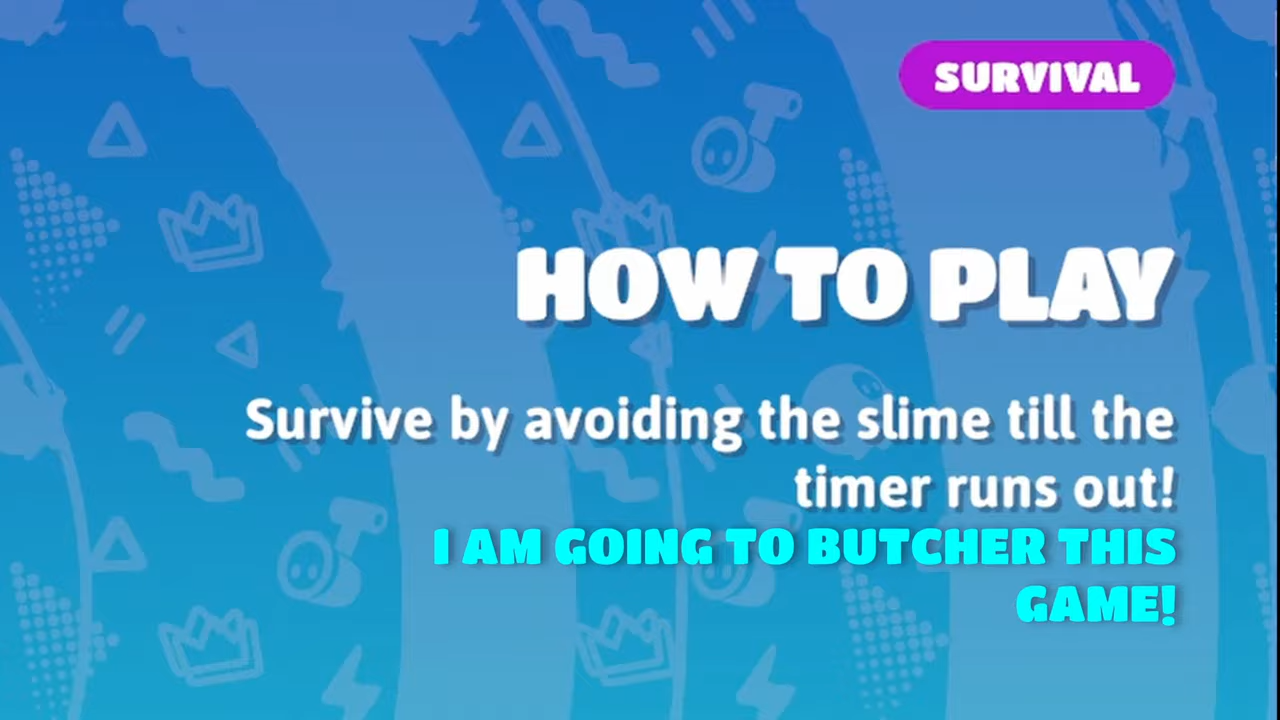 SURVIVAL
HOW TO PLAY
Survive by avoiding the slime till the
timer runs out!
I AM GOING TO BUTCHER THIS
GAME!